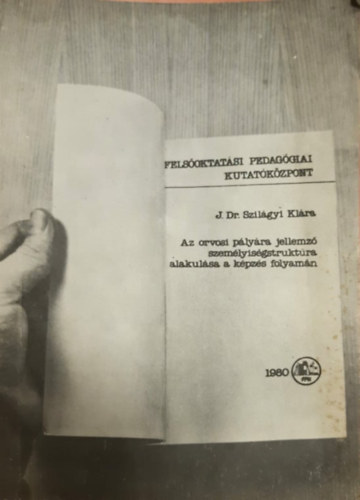 FELSŐOKTATÁSI PEDAGÓGIAI
KUTATÓKÖZPONT
J. Dr. Szilágyi Klára
Az orvosi pályára jellemző
személyiségstruktúra
alakulása a képzés folyamán
1980